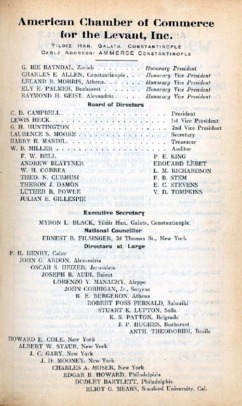 American Chamber of Commerce
for the Levant, Inc.
YILDIZ HAN, GALATA, CONSTANTINOPLE
CABLE ADDRESS: AMMERCE CONSTANTINOPLE
G. BIE RAVNDAL, Zurich Honorary President
CHARLES E. ALLEN, Constantinople Honorary Vice President
LELAND B. MORRIS, Athens Honorary Vice President
ELY E. PALMER, Bucharest Honorary Vice President
RAYMOND H. GEIST, Alexandria Honorary Vice President
Board of Directors
C. D. CAMPBELL President
LEWIS HECK 1st Vice President
G. H. HUNTINGTON 2nd Vice President
LAURENCE S. MOORE Secretary
HARRY R. MANDIL Treasurer
W. B. MILLER Auditor
F. W. BELL P. E. KING
ANDREW BLATTNER EDOUARD LEBET
W. H. CORREA L. M. RICHARDSON
THEO. N. CURMUSI F. B. STEM
THERON J. DAMON E. C. STEVENS
LUTHER R. FOWLE V. D. TOMPKINS
JULIAN E. GILLESPIE
Executive Secretary
MYRON L. BLACK, Yildiz Han, Galata, Constantinople.
National Councillor
ERNEST B. FILSINGER, 24 Thomas St., New York
Directors at Large
F. H. HENRY, Cairo
JOHN C. ARDON, Alexandria
OSCAR S. HEIZER, Jerusalem
JOSEPH B. AUDI, Beirut
LORENZO Y. MANACHY, Aleppo
JOHN CORRIGAN, Jr., Smyrna
B. E. BERGERON, Athens
ROBERT FOSS FERNALD, Saloniki
STUART K. LUPTON, Sofia
K. S. PATTON, Belgrade
J. P. HUGHES, Bucharest
ANTH. THEODORIDI, Braila
HOWARD E. COLE, New York
ALBERT W. STAUB, New York
J. C. GARY, New York
J. D. MOONEY, New York
CHARLES A. MOSER, New York
EDGAR B. HOWARD, Philadelphia
DUDLEY BARTLETT, Philadelphia
ELIOT G. MEARS, Stanford University, Cal.